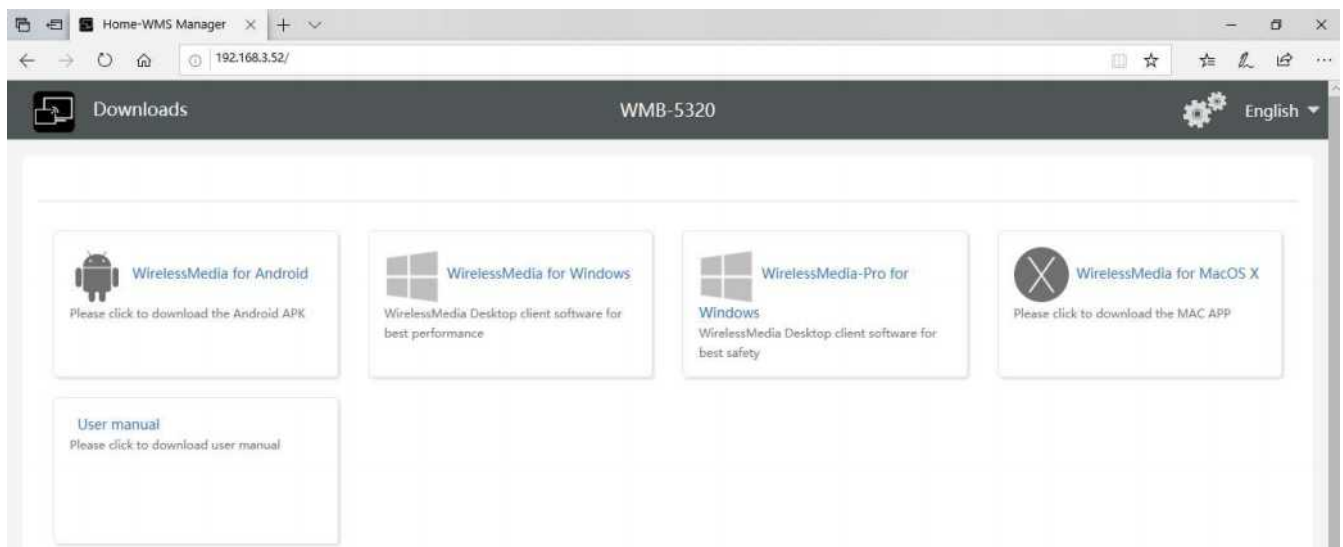 Home-WMS Manager
192.168.3.52/
Downloads
WMB-5320
English
WirelessMedia for Android
Please click to download the Android APK
WirelessMedia for Windows
WirelessMedia Desktop client software for
best performance
WirelessMedia-Pro for
Windows
WirelessMedia Desktop client software for
best safety
WirelessMedia for MacOS X
Please click to download the MAC APP
User manual
Please click to download user manual